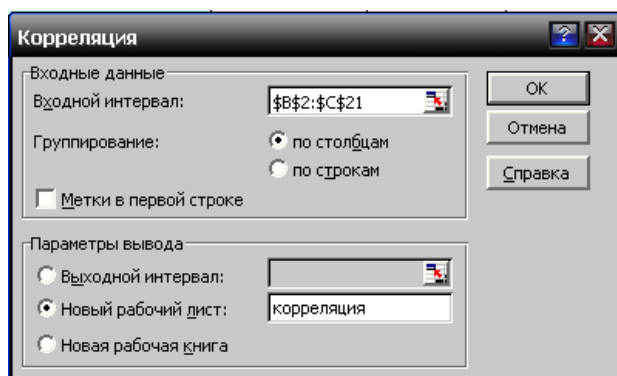 Корреляция
Входные данные
Входной интервал: $B$2:$C$21
Группирование: по столбцам
по строкам
Метки в первой строке
OK
Отмена
Справка
Параметры вывода
Выходной интервал:
Новый рабочий лист: корреляция
Новая рабочая книга